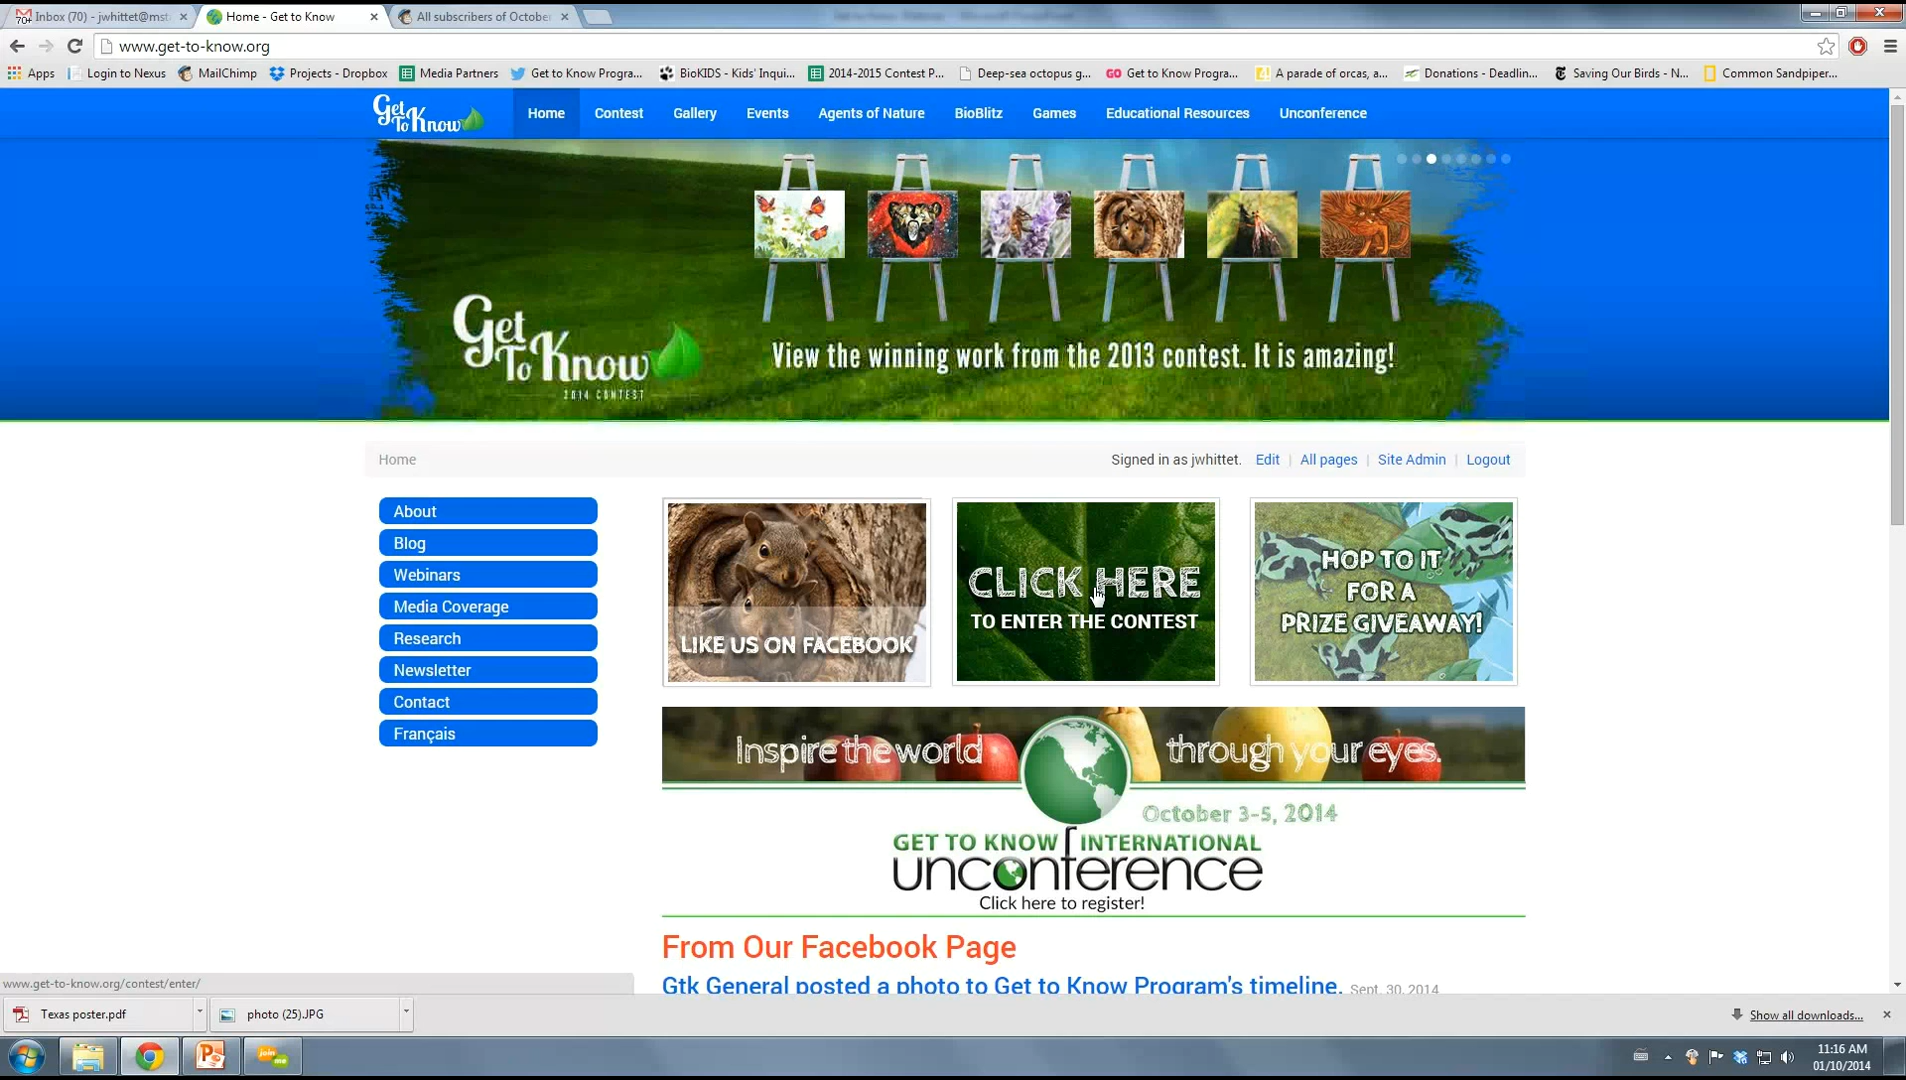 Inbox (70) - jwhittet@mst
Home - Get to Know
All subscribers of October
www.get-to-know.org
Apps
Login to Nexus
MailChimp
Projects - Dropbox
Media Partners
Get to Know Progra...
BioKIDS - Kids' Inqui...
2014-2015 Contest P...
Deep-sea octopus g...
GO Get to Know Progra...
A parade of orcas, a...
Donations - Deadlin...
Saving Our Birds - N...
Common Sandpiper...
Get To Know
Home
Contest
Gallery
Events
Agents of Nature
BioBlitz
Games
Educational Resources
Unconference
Get To Know
2014 CONTEST
View the winning work from the 2013 contest. It is amazing!
Home
Signed in as jwhittet. Edit | All pages | Site Admin | Logout
About
Blog
Webinars
Media Coverage
Research
Newsletter
Contact
Français
LIKE US ON FACEBOOK
CLICK HERE
TO ENTER THE CONTEST
HOP TO IT
FOR A
PRIZE GIVEAWAY!
Inspire the world through your eyes.
October 3-5, 2014
GET TO KNOW INTERNATIONAL
unconference
Click here to register!
From Our Facebook Page
Gtk General posted a photo to Get to Know Program's timeline. Sept. 30, 2014
www.get-to-know.org/contest/enter/
Texas poster.pdf
photo (25).JPG
Show all downloads...
join me
11:16 AM
01/10/2014